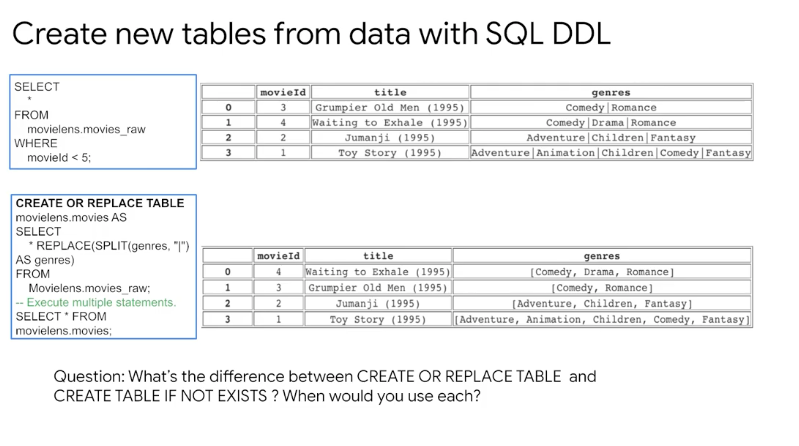 Create new tables from data with SQL DDL
SELECT
*
FROM
movielens.movies_raw
WHERE
movieId < 5;
movieId title genres
0 3 Grumpier Old Men (1995) Comedy|Romance
1 4 Waiting to Exhale (1995) Comedy|Drama|Romance
2 2 Jumanji (1995) Adventure|Children|Fantasy
3 1 Toy Story (1995) Adventure|Animation|Children|Comedy|Fantasy
CREATE OR REPLACE TABLE
movielens.movies AS
SELECT
* REPLACE(SPLIT(genres, "|")
AS genres)
FROM
Movielens.movies_raw;
-- Execute multiple statements.
SELECT * FROM
movielens.movies;
movieId title genres
0 4 Waiting to Exhale (1995) [Comedy, Drama, Romance]
1 3 Grumpier Old Men (1995) [Comedy, Romance]
2 2 Jumanji (1995) [Adventure, Children, Fantasy]
3 1 Toy Story (1995) [Adventure, Animation, Children, Comedy, Fantasy]
Question: What's the difference between CREATE OR REPLACE TABLE and
CREATE TABLE IF NOT EXISTS ? When would you use each?